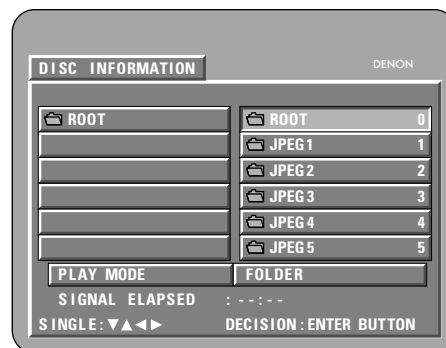 DISC INFORMATION DENON
ROOT ROOT 0
JPEG1 1
JPEG2 2
JPEG3 3
JPEG4 4
JPEG5 5
PLAY MODE FOLDER
SIGNAL ELAPSED : --:--
SINGLE:▼▲◀▶ DECISION:ENTER BUTTON